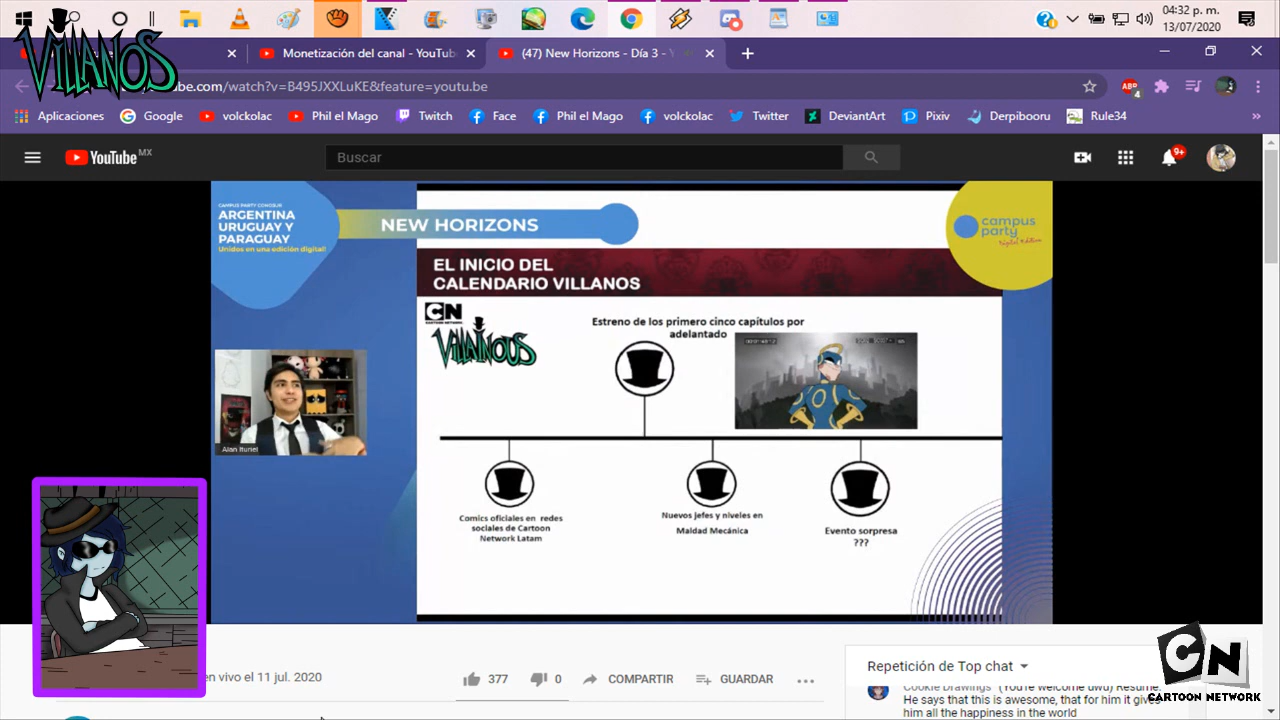 04:32 p. m.
13/07/2020
VILLANOS
Monetización del canal - YouTub
(47) New Horizons - Día 3 -
be.com/watch?v=B495JXXLuKE&feature=youtu.be
ABP
4
Aplicaciones
Google
volckolac
Phil el Mago
Twitch
Face
Phil el Mago
volckolac
Twitter
DeviantArt
Pixiv
Derpibooru
Rule34
»
YouTube MX
Buscar
9+
CAMPUS PARTY CONOSUR
ARGENTINA
URUGUAY Y
PARAGUAY
Unidos en una edición digital!
NEW HORIZONS
campus
party
Digital Edition
EL INICIO DEL
CALENDARIO VILLANOS
CN
CARTOON NETWORK
VILLAINOUS
Estreno de los primero cinco capítulos por
adelantado
Alan Ituriel
Comics oficiales en redes
sociales de Cartoon
Network Latam
Nuevos jefes y niveles en
Maldad Mecánica
Evento sorpresa
???
en vivo el 11 jul. 2020
377
0
COMPARTIR
GUARDAR
Repetición de Top chat
Cookie Drawings (You're welcome uwu) Resume:
He says that this is awesome, that for him it gives
him all the happiness in the world
CN
CARTOON NETWORK